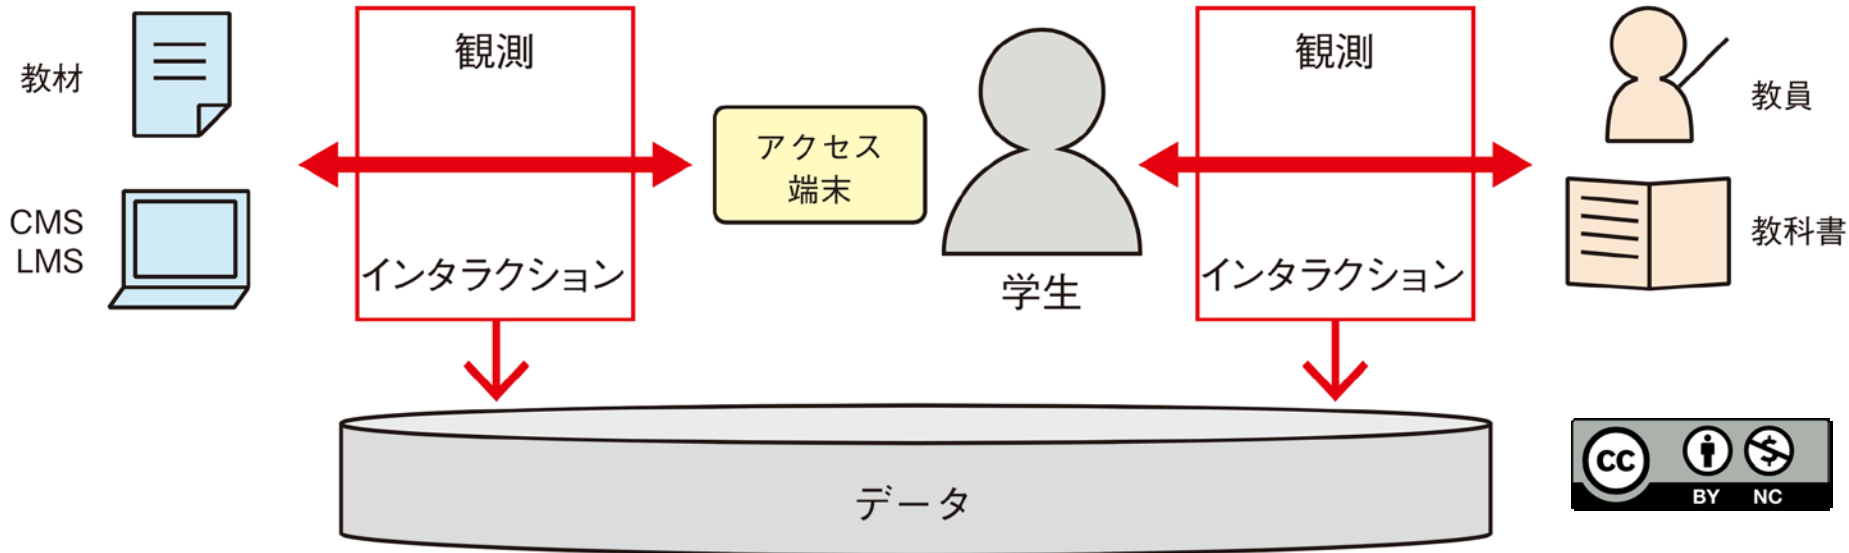 教材
CMS
LMS
観測
インタラクション
アクセス
端末
学生
観測
インタラクション
教員
教科書
データ
CC
BY NC